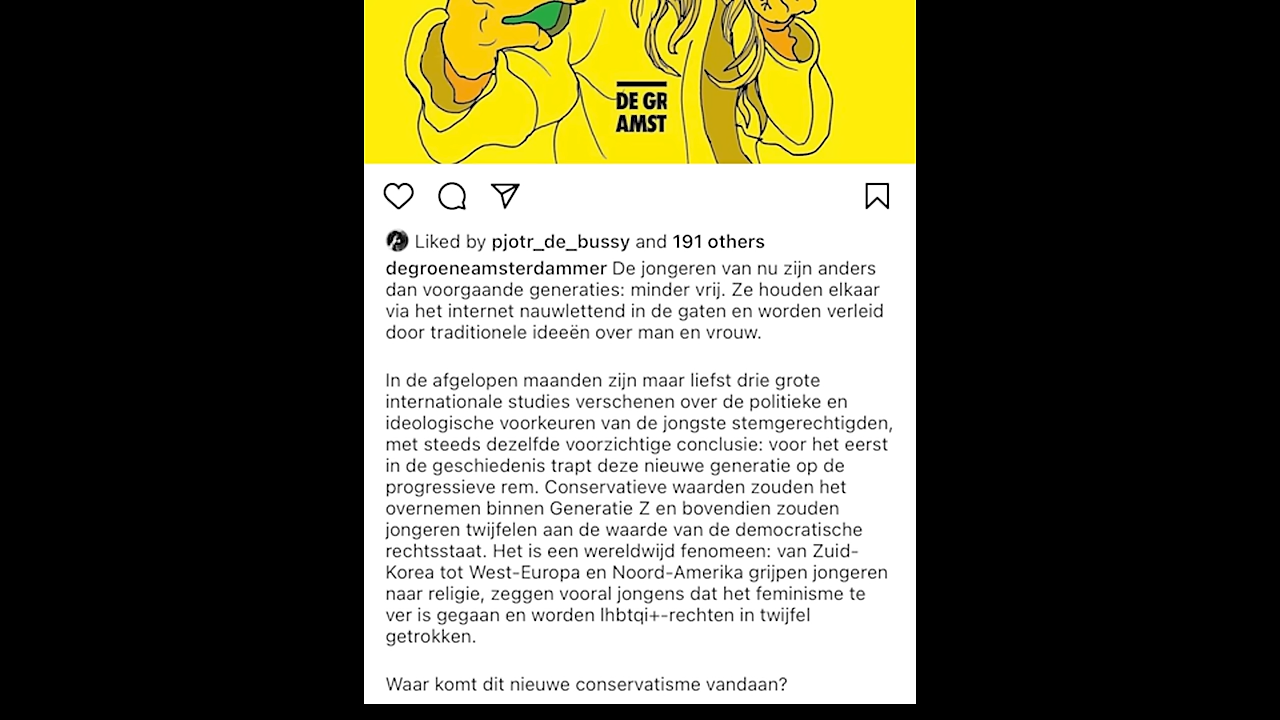 DE GR
AMST
Liked by pjotr_de_bussy and 191 others
degroeneamsterdammer De jongeren van nu zijn anders
dan voorgaande generaties: minder vrij. Ze houden elkaar
via het internet nauwlettend in de gaten en worden verleid
door traditionele ideeën over man en vrouw.
In de afgelopen maanden zijn maar liefst drie grote
internationale studies verschenen over de politieke en
ideologische voorkeuren van de jongste stemgerechtigden,
met steeds dezelfde voorzichtige conclusie: voor het eerst
in de geschiedenis trapt deze nieuwe generatie op de
progressieve rem. Conservatieve waarden zouden het
overnemen binnen Generatie Z en bovendien zouden
jongeren twijfelen aan de waarde van de democratische
rechtsstaat. Het is een wereldwijd fenomeen: van Zuid-
Korea tot West-Europa en Noord-Amerika grijpen jongeren
naar religie, zeggen vooral jongens dat het feminisme te
ver is gegaan en worden lhbtqi+-rechten in twijfel
getrokken.
Waar komt dit nieuwe conservatisme vandaan?